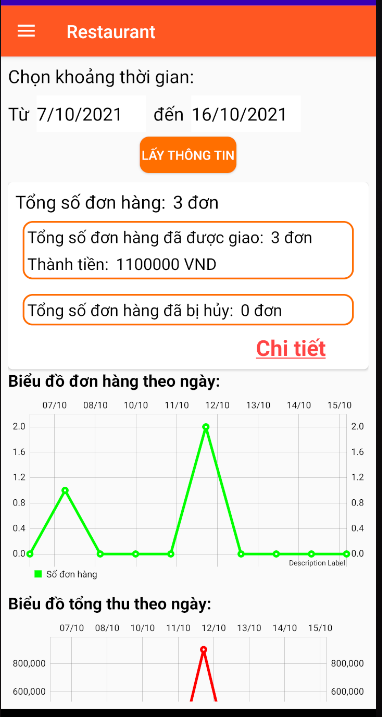 Restaurant
Chọn khoảng thời gian:
Từ 7/10/2021 đến 16/10/2021
LẤY THÔNG TIN
Tổng số đơn hàng: 3 đơn
Tổng số đơn hàng đã được giao: 3 đơn
Thành tiền: 1100000 VND
Tổng số đơn hàng đã bị hủy: 0 đơn
Chi tiết
Biểu đồ đơn hàng theo ngày:
07/10 08/10 10/10 11/10 12/10 13/10 14/10 15/10
2.0 2.0
1.6 1.6
1.2 1.2
0.8 0.8
0.4 0.4
0.0 0.0
Description Label
Số đơn hàng
Biểu đồ tổng thu theo ngày:
07/10 08/10 10/10 11/10 12/10 13/10 14/10 15/10
800,000 800,000
600,000 600,000